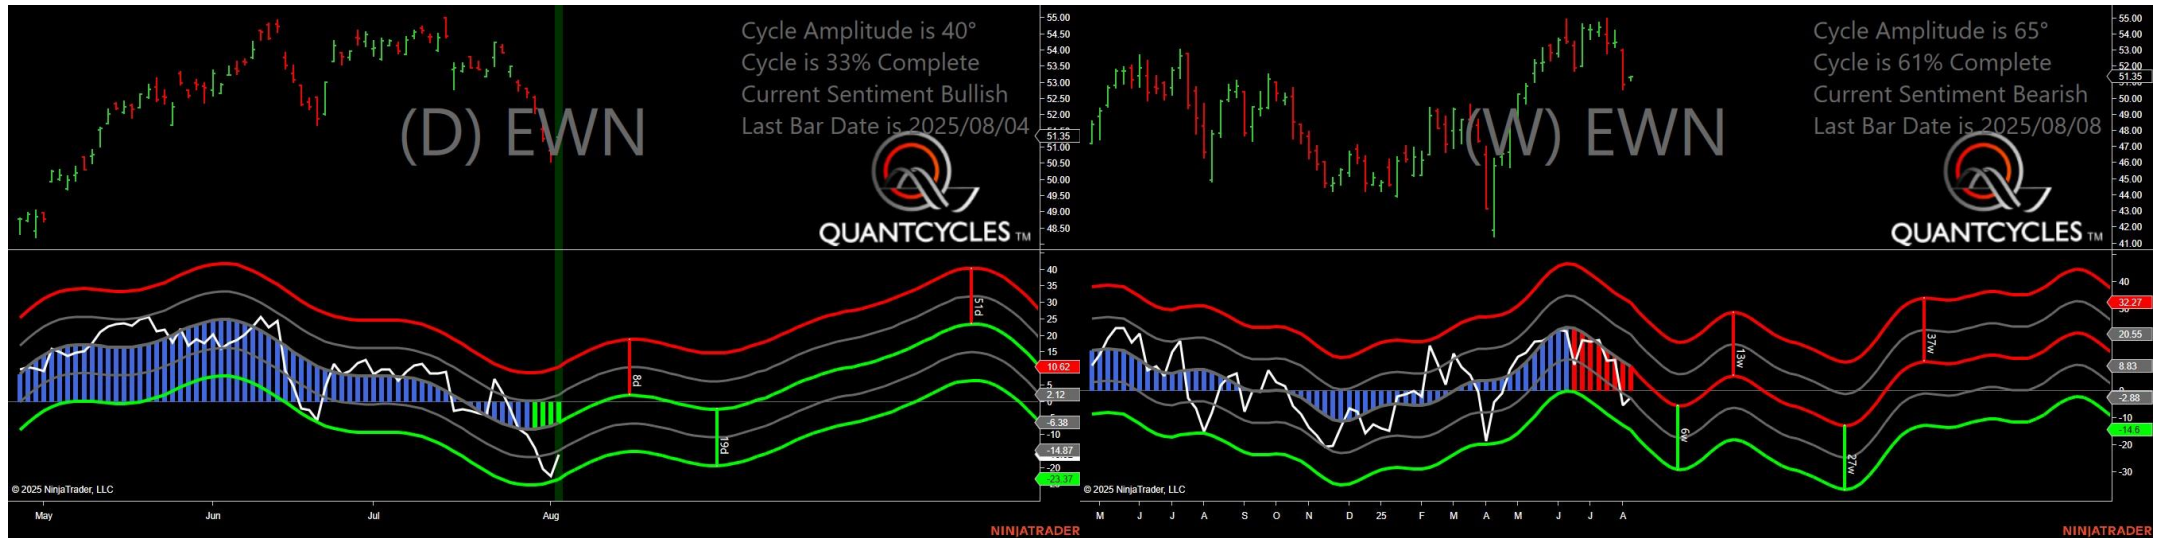 Cycle Amplitude is 40°
Cycle is 33% Complete
Current Sentiment Bullish
Last Bar Date is 2025/08/04
(D) EWN
QUANTCYCLES TM
55.00
54.50
54.00
53.50
53.00
52.50
52.00
51.35
51.00
50.50
50.00
49.50
49.00
48.50
40
35
30
25
20
15
10.62
5
2.12
0
-6.38
-10
-14.87
-20
-23.37
8d
19d
51d
© 2025 NinjaTrader, LLC
May
Jun
Jul
Aug
NINJATRADER
Cycle Amplitude is 65°
Cycle is 61% Complete
Current Sentiment Bearish
Last Bar Date is 2025/08/08
(W) EWN
QUANTCYCLES TM
55.00
54.00
53.00
52.00
51.35
50.00
49.00
48.00
47.00
46.00
45.00
44.00
43.00
42.00
41.00
40
32.27
20.55
8.83
-2.88
-10
-14.6
-20
-30
6w
13w
27w
37w
© 2025 NinjaTrader, LLC
M
J
J
A
S
O
N
D
25
F
M
A
M
J
J
A
NINJATRADER